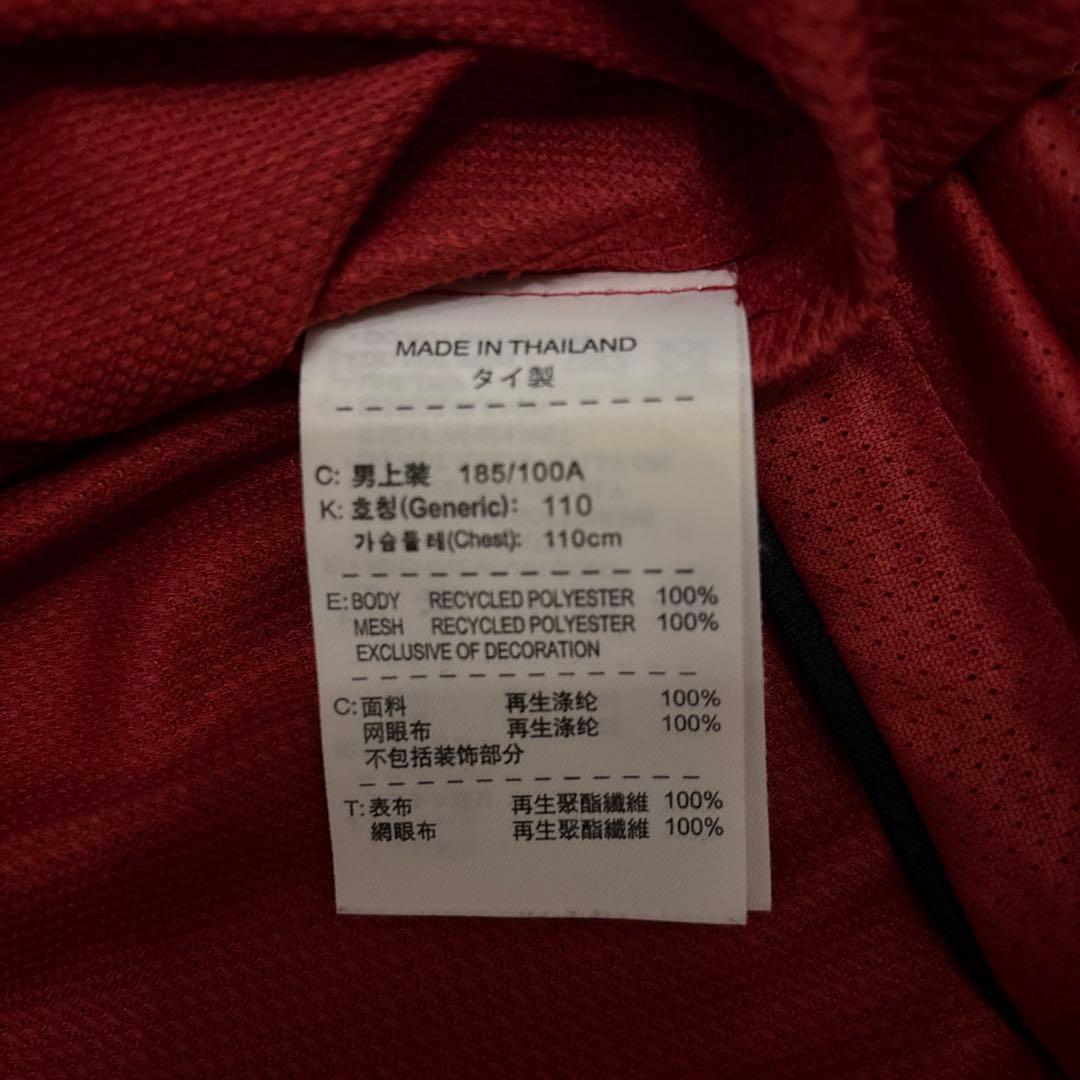 MADE IN THAILAND
タイ製
C: 男上装 185/100A
K: 호칭(Generic): 110
가슴둘레(Chest): 110cm
E: BODY RECYCLED POLYESTER 100%
MESH RECYCLED POLYESTER 100%
EXCLUSIVE OF DECORATION
C: 面料 再生涤纶 100%
网眼布 再生涤纶 100%
不包括装饰部分
T: 表布 再生聚酯纖維 100%
網眼布 再生聚酯纖維 100%